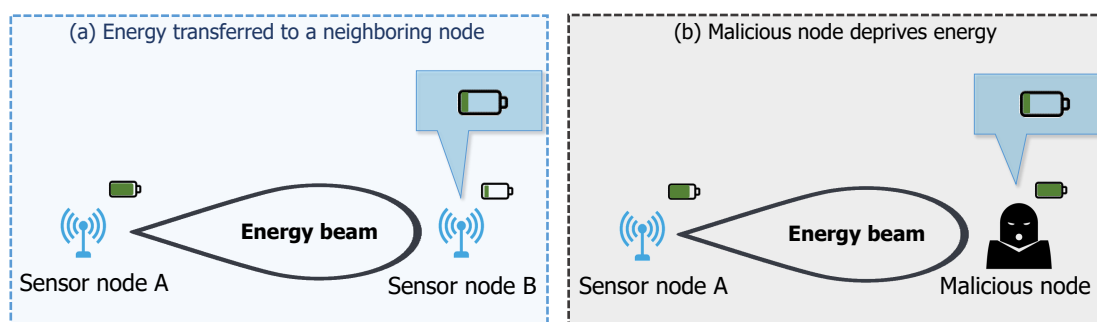 (a) Energy transferred to a neighboring node
Energy beam
Sensor node A
Sensor node B
(b) Malicious node deprives energy
Energy beam
Sensor node A
Malicious node